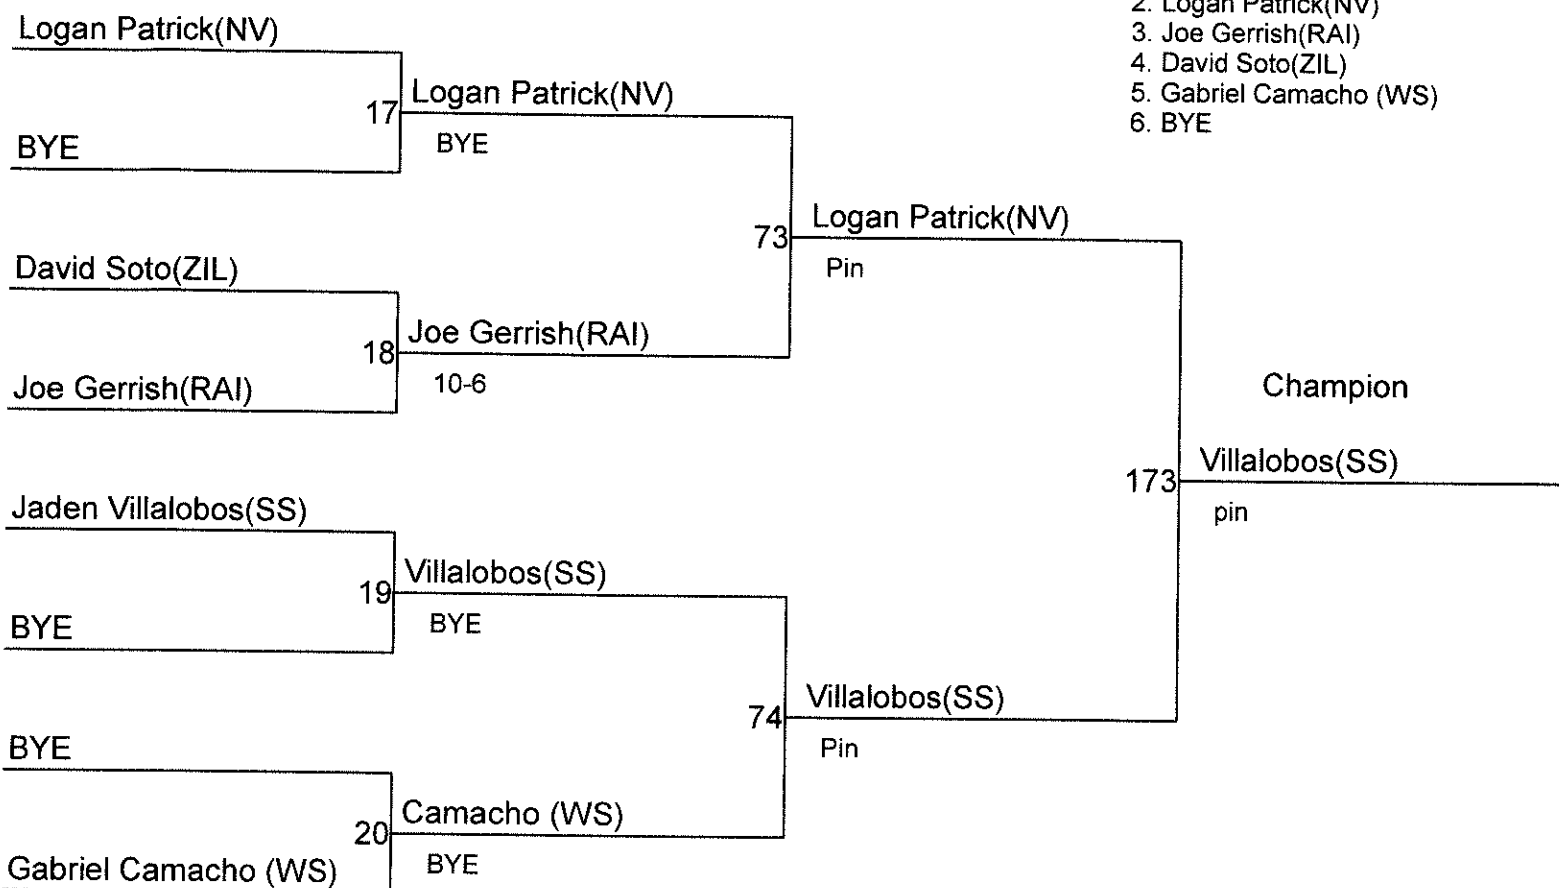 Logan Patrick(NV)
BYE
David Soto(ZIL)
Joe Gerrish(RAI)
Jaden Villalobos(SS)
BYE
BYE
Gabriel Camacho (WS)
17
Logan Patrick(NV)
BYE
18
Joe Gerrish(RAI)
10-6
19
Villalobos(SS)
BYE
20
Camacho (WS)
BYE
73
Logan Patrick(NV)
Pin
74
Villalobos(SS)
Pin
Champion
173
Villalobos(SS)
pin
2. Logan Patrick(NV)
3. Joe Gerrish(RAI)
4. David Soto(ZIL)
5. Gabriel Camacho (WS)
6. BYE